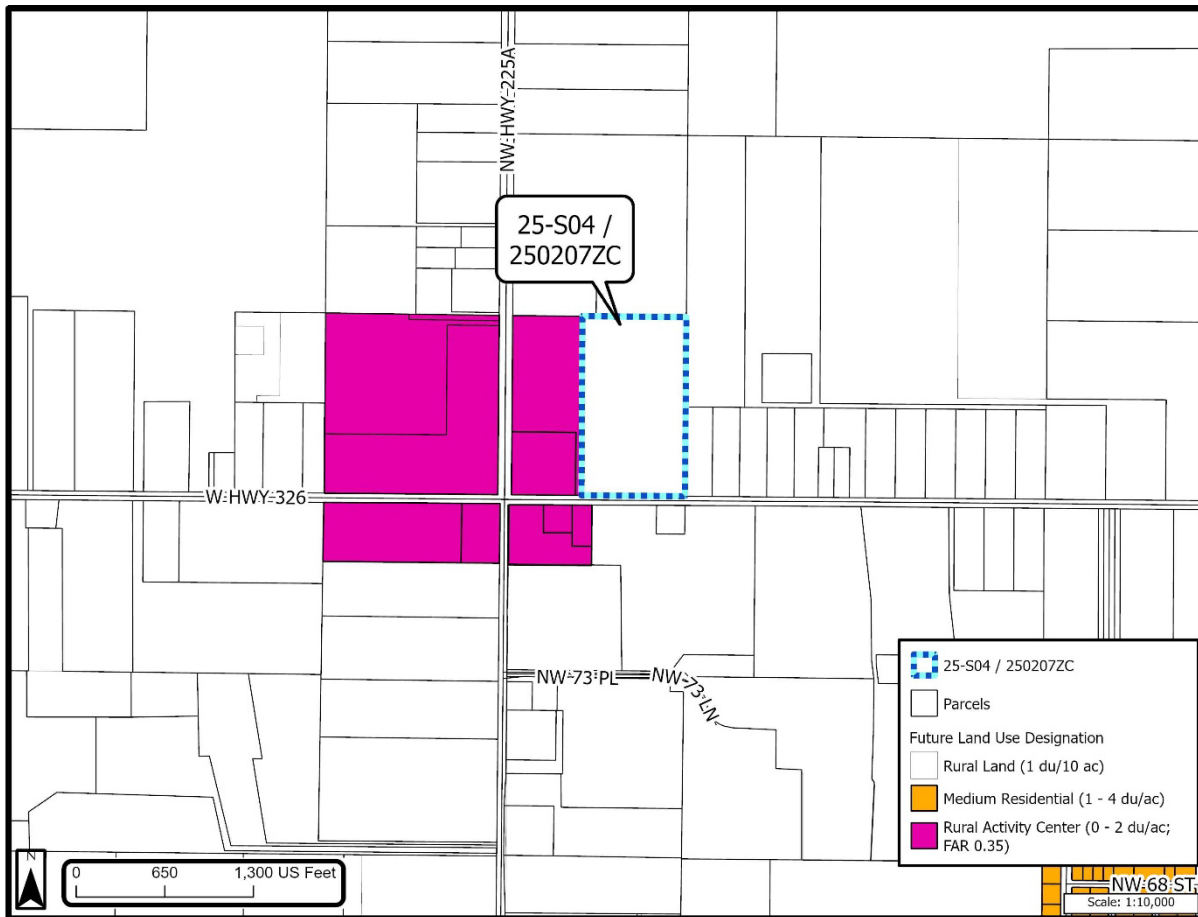 NW HWY 225A
25-S04 /
250207ZC
W HWY 326
NW 73 PL
NW 73 LN
25-S04 / 250207ZC
Parcels
Future Land Use Designation
Rural Land (1 du/10 ac)
Medium Residential (1 - 4 du/ac)
Rural Activity Center (0 - 2 du/ac;
FAR 0.35)
N
0 650 1,300 US Feet
NW 68 ST
Scale: 1:10,000